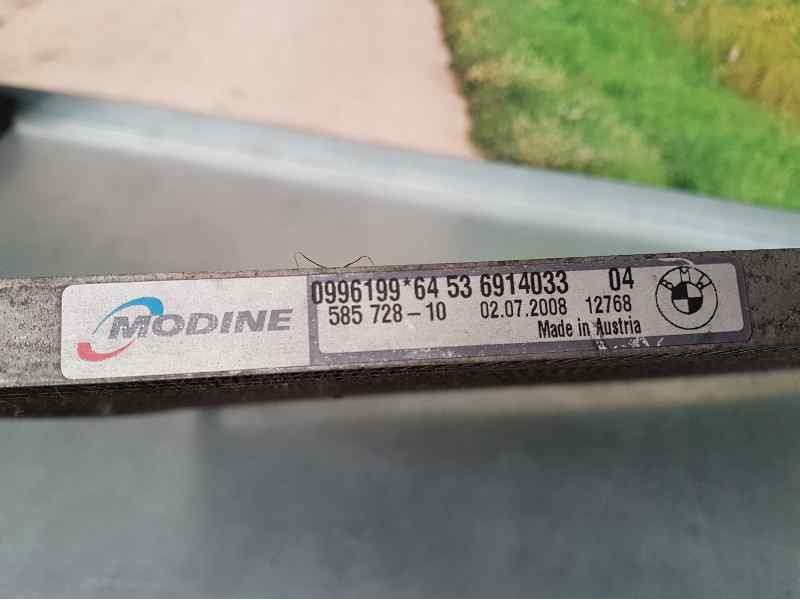 MODINE
0996199*64 53 6914033 04
585 728-10 02.07.2008 12768
Made in Austria
BMW